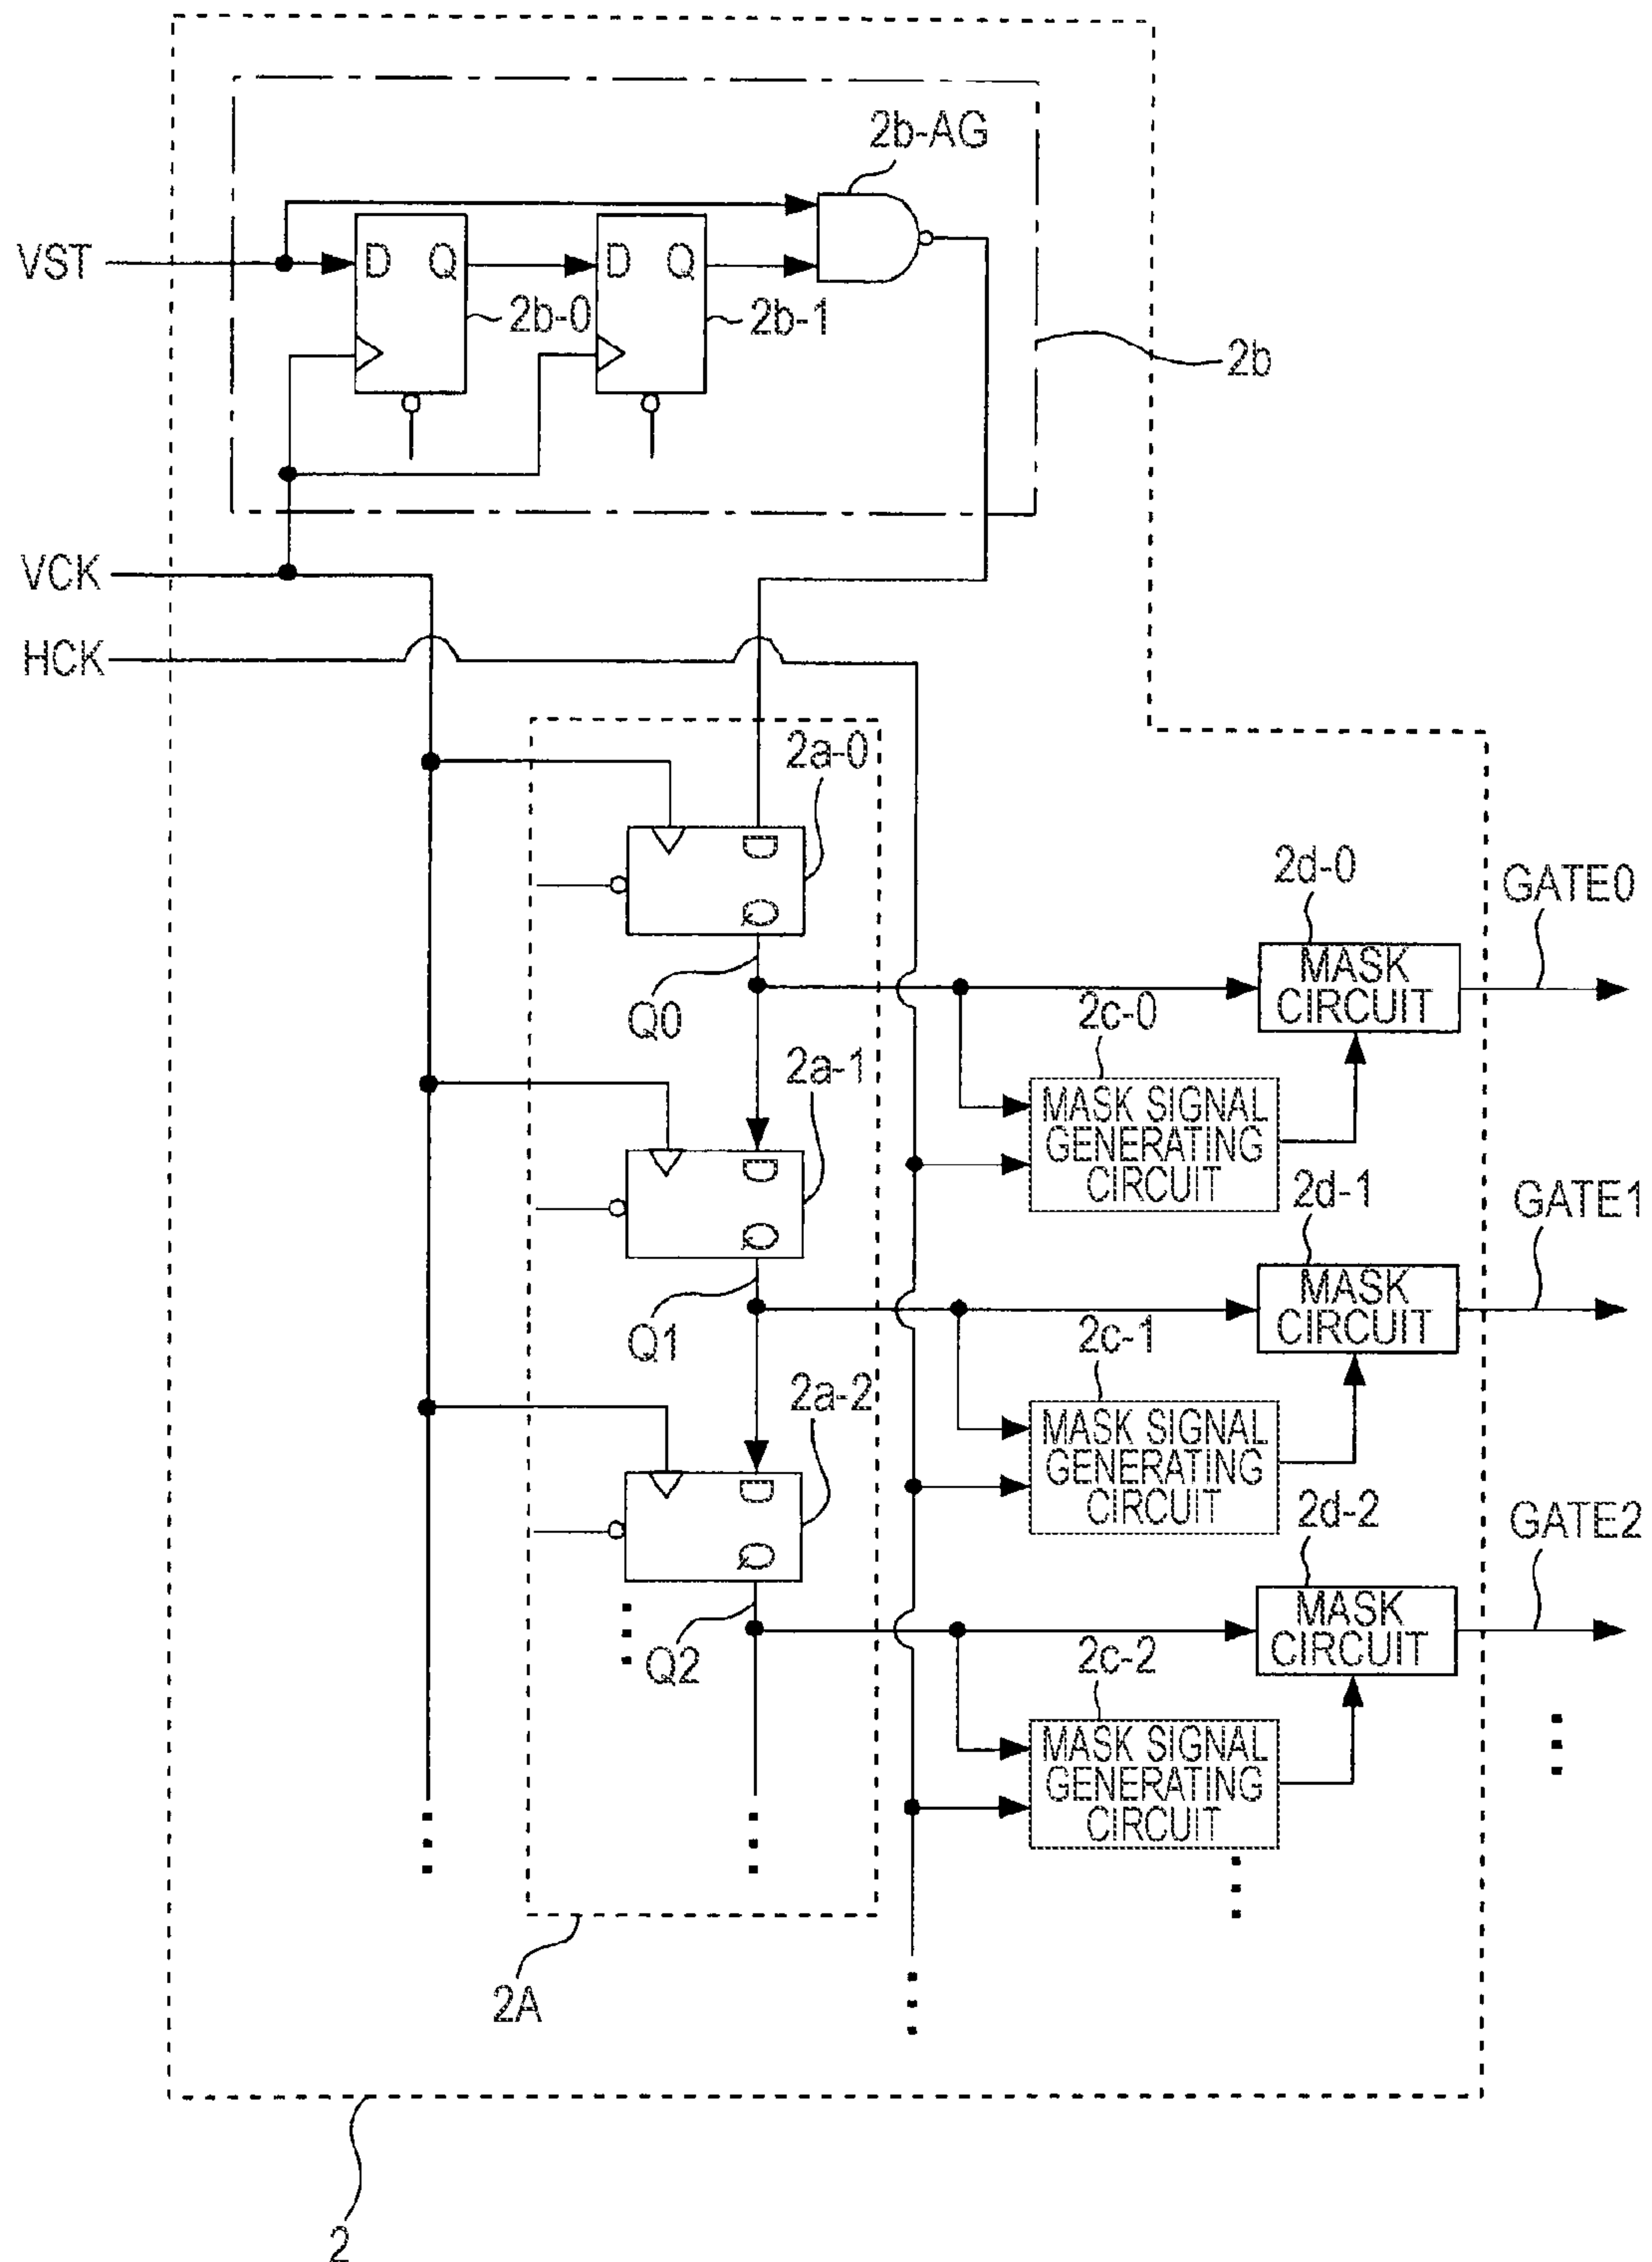 2b-AG
VST
D Q
D Q
2b-0
2b-1
2b
VCK
HCK
2a-0
D
Q
2d-0
GATE0
MASK
CIRCUIT
Q0
2c-0
2a-1
MASK SIGNAL
GENERATING
CIRCUIT
D
Q
2d-1
GATE1
MASK
CIRCUIT
Q1
2c-1
2a-2
MASK SIGNAL
GENERATING
CIRCUIT
D
Q
2d-2
GATE2
MASK
CIRCUIT
Q2
2c-2
MASK SIGNAL
GENERATING
CIRCUIT
2A
2